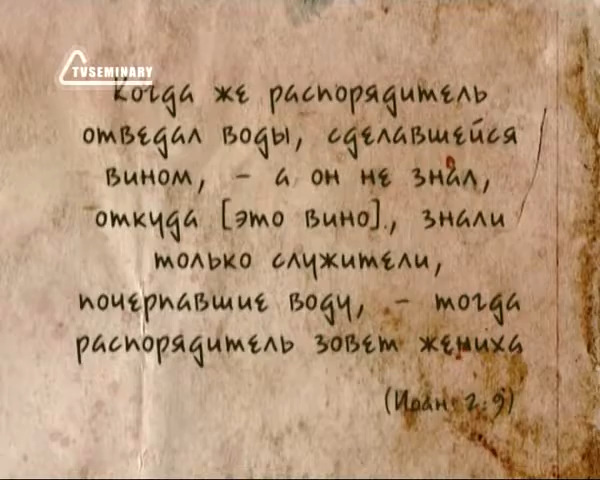 TVSEMINARY
Когда же распорядитель
отведал воды, сделавшейся
вином, - а он не знал,
откуда [это вино], знали
только служители,
почерпавшие воду, - тогда
распорядитель зовет жениха
(Иоан 2:9)